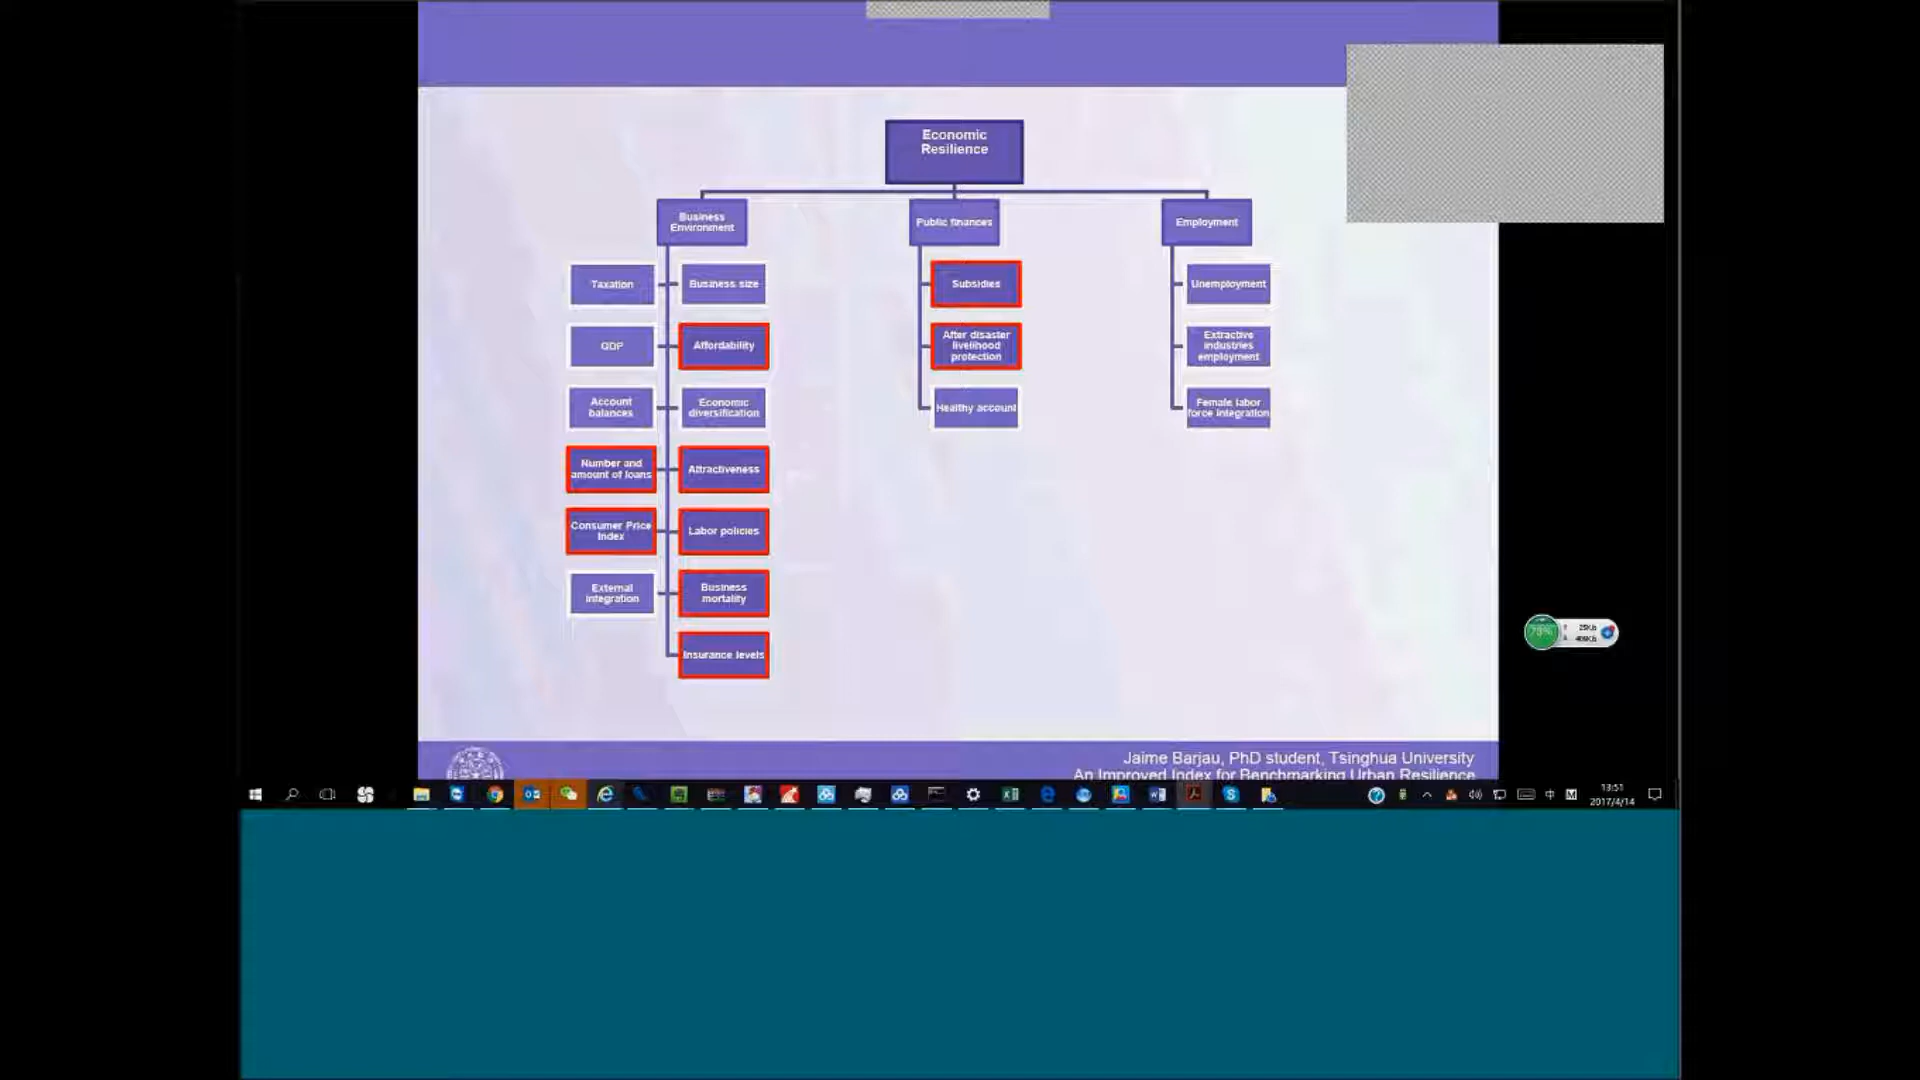 Economic
Resilience
Business
Environment
Public finances
Employment
Taxation
Business size
Subsidies
Unemployment
GDP
Affordability
After disaster
livelihood
protection
Extractive
industries
employment
Account
balances
Economic
diversification
Healthy account
Female labor
force integration
Number and
amount of loans
Attractiveness
Consumer Price
Index
Labor policies
External
integration
Business
mortality
Insurance levels
78%
Jaime Barjau, PhD student, Tsinghua University
An Improved Index for Benchmarking Urban Resilience
中
M
13:51
2017/4/14